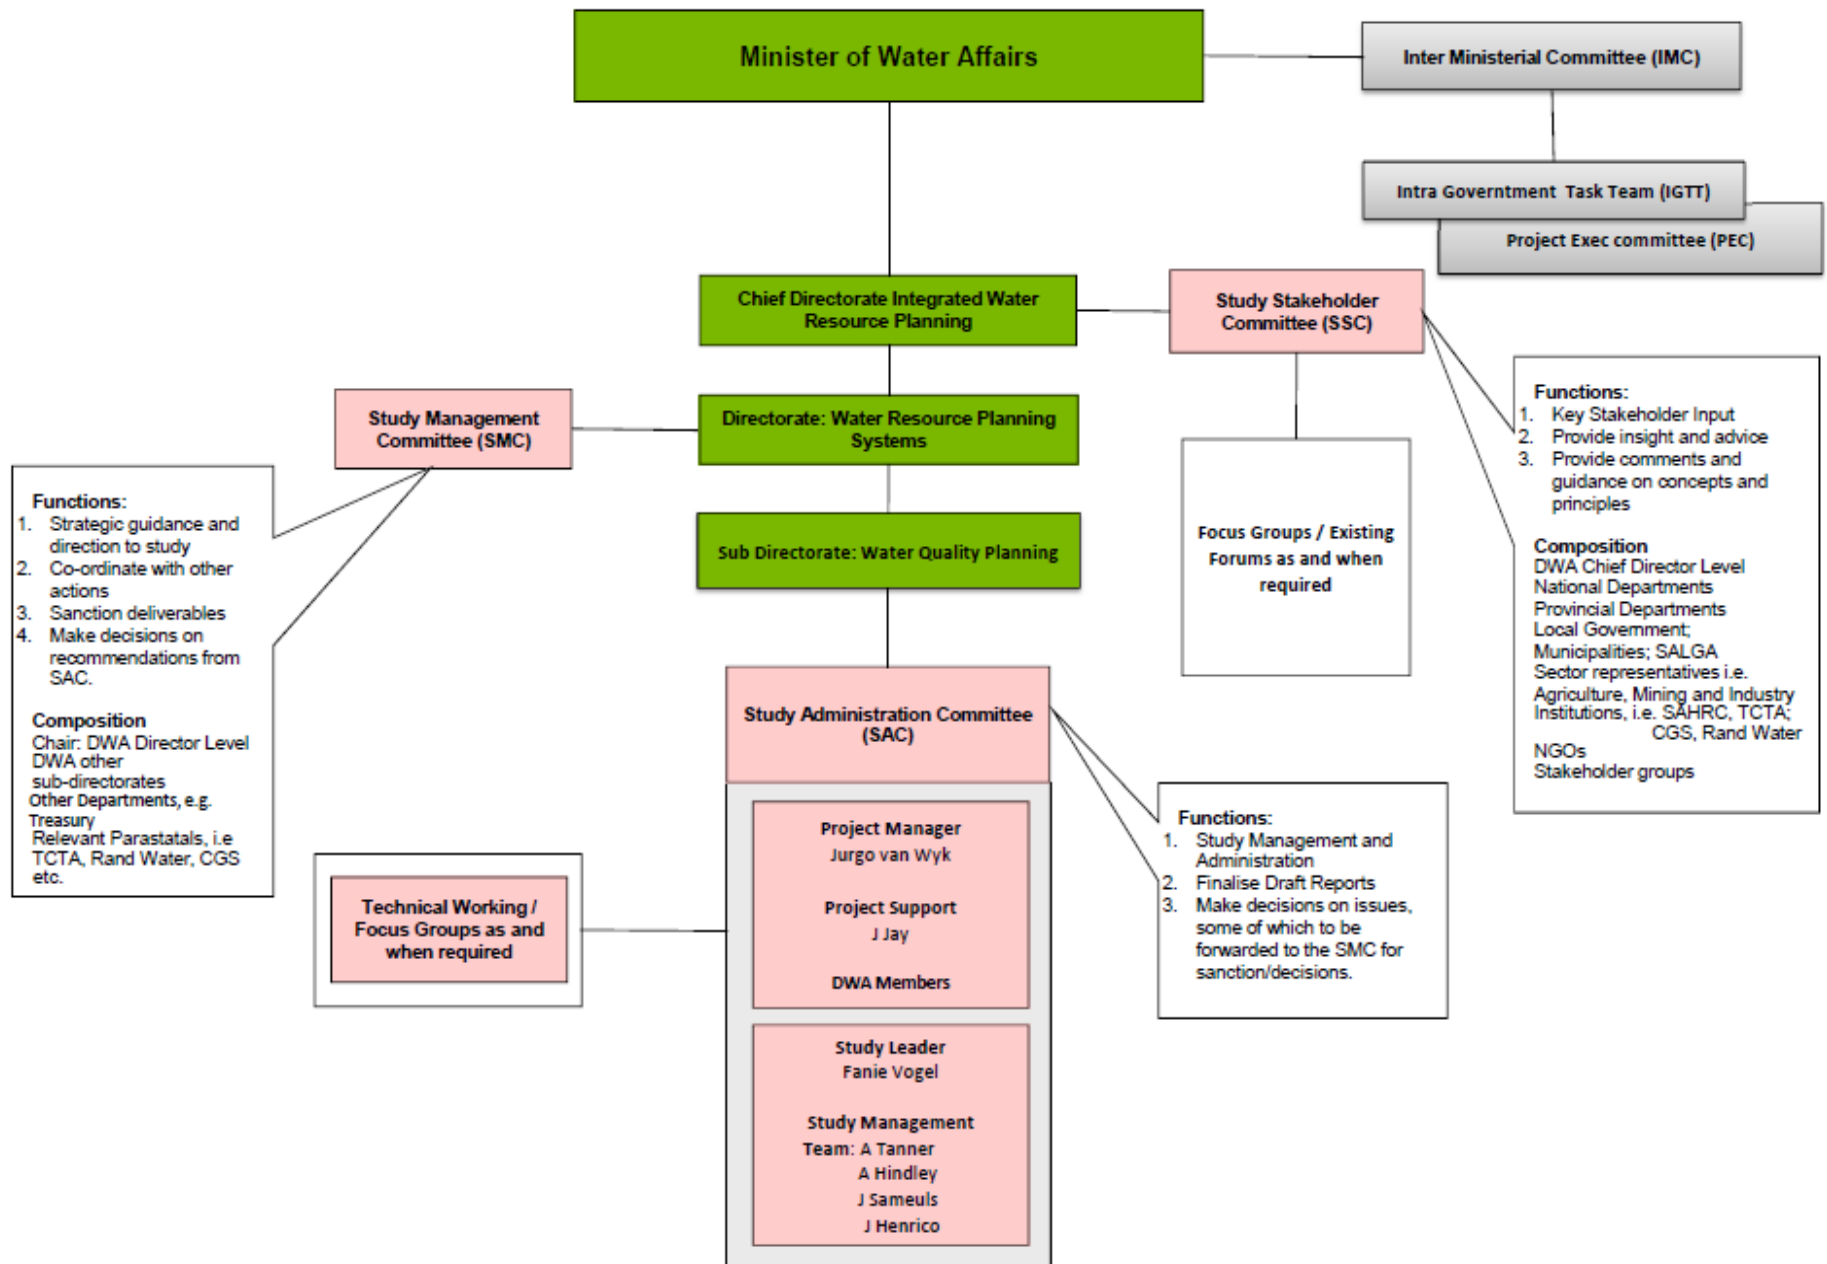 Minister of Water Affairs
Inter Ministerial Committee (IMC)
Intra Governtment Task Team (IGTT)
Project Exec committee (PEC)
Chief Directorate Integrated Water
Resource Planning
Study Stakeholder
Committee (SSC)
Functions:
1. Key Stakeholder Input
2. Provide insight and advice
3. Provide comments and
guidance on concepts and
principles
Composition
DWA Chief Director Level
National Departments
Provincial Departments
Local Government;
Municipalities; SALGA
Sector representatives i.e.
Agriculture, Mining and Industry
Institutions, i.e. SAHRC, TCTA;
CGS, Rand Water
NGOs
Stakeholder groups
Focus Groups / Existing
Forums as and when
required
Study Management
Committee (SMC)
Directorate: Water Resource Planning
Systems
Functions:
1. Strategic guidance and
direction to study
2. Co-ordinate with other
actions
3. Sanction deliverables
4. Make decisions on
recommendations from
SAC.
Composition
Chair: DWA Director Level
DWA other
sub-directorates
Other Departments, e.g.
Treasury
Relevant Parastatals, i.e
TCTA, Rand Water, CGS
etc.
Sub Directorate: Water Quality Planning
Study Administration Committee
(SAC)
Functions:
1. Study Management and
Administration
2. Finalise Draft Reports
3. Make decisions on issues,
some of which to be
forwarded to the SMC for
sanction/decisions.
Technical Working /
Focus Groups as and
when required
Project Manager
Jurgo van Wyk
Project Support
J Jay
DWA Members
Study Leader
Fanie Vogel
Study Management
Team: A Tanner
A Hindley
J Sameuls
J Henrico